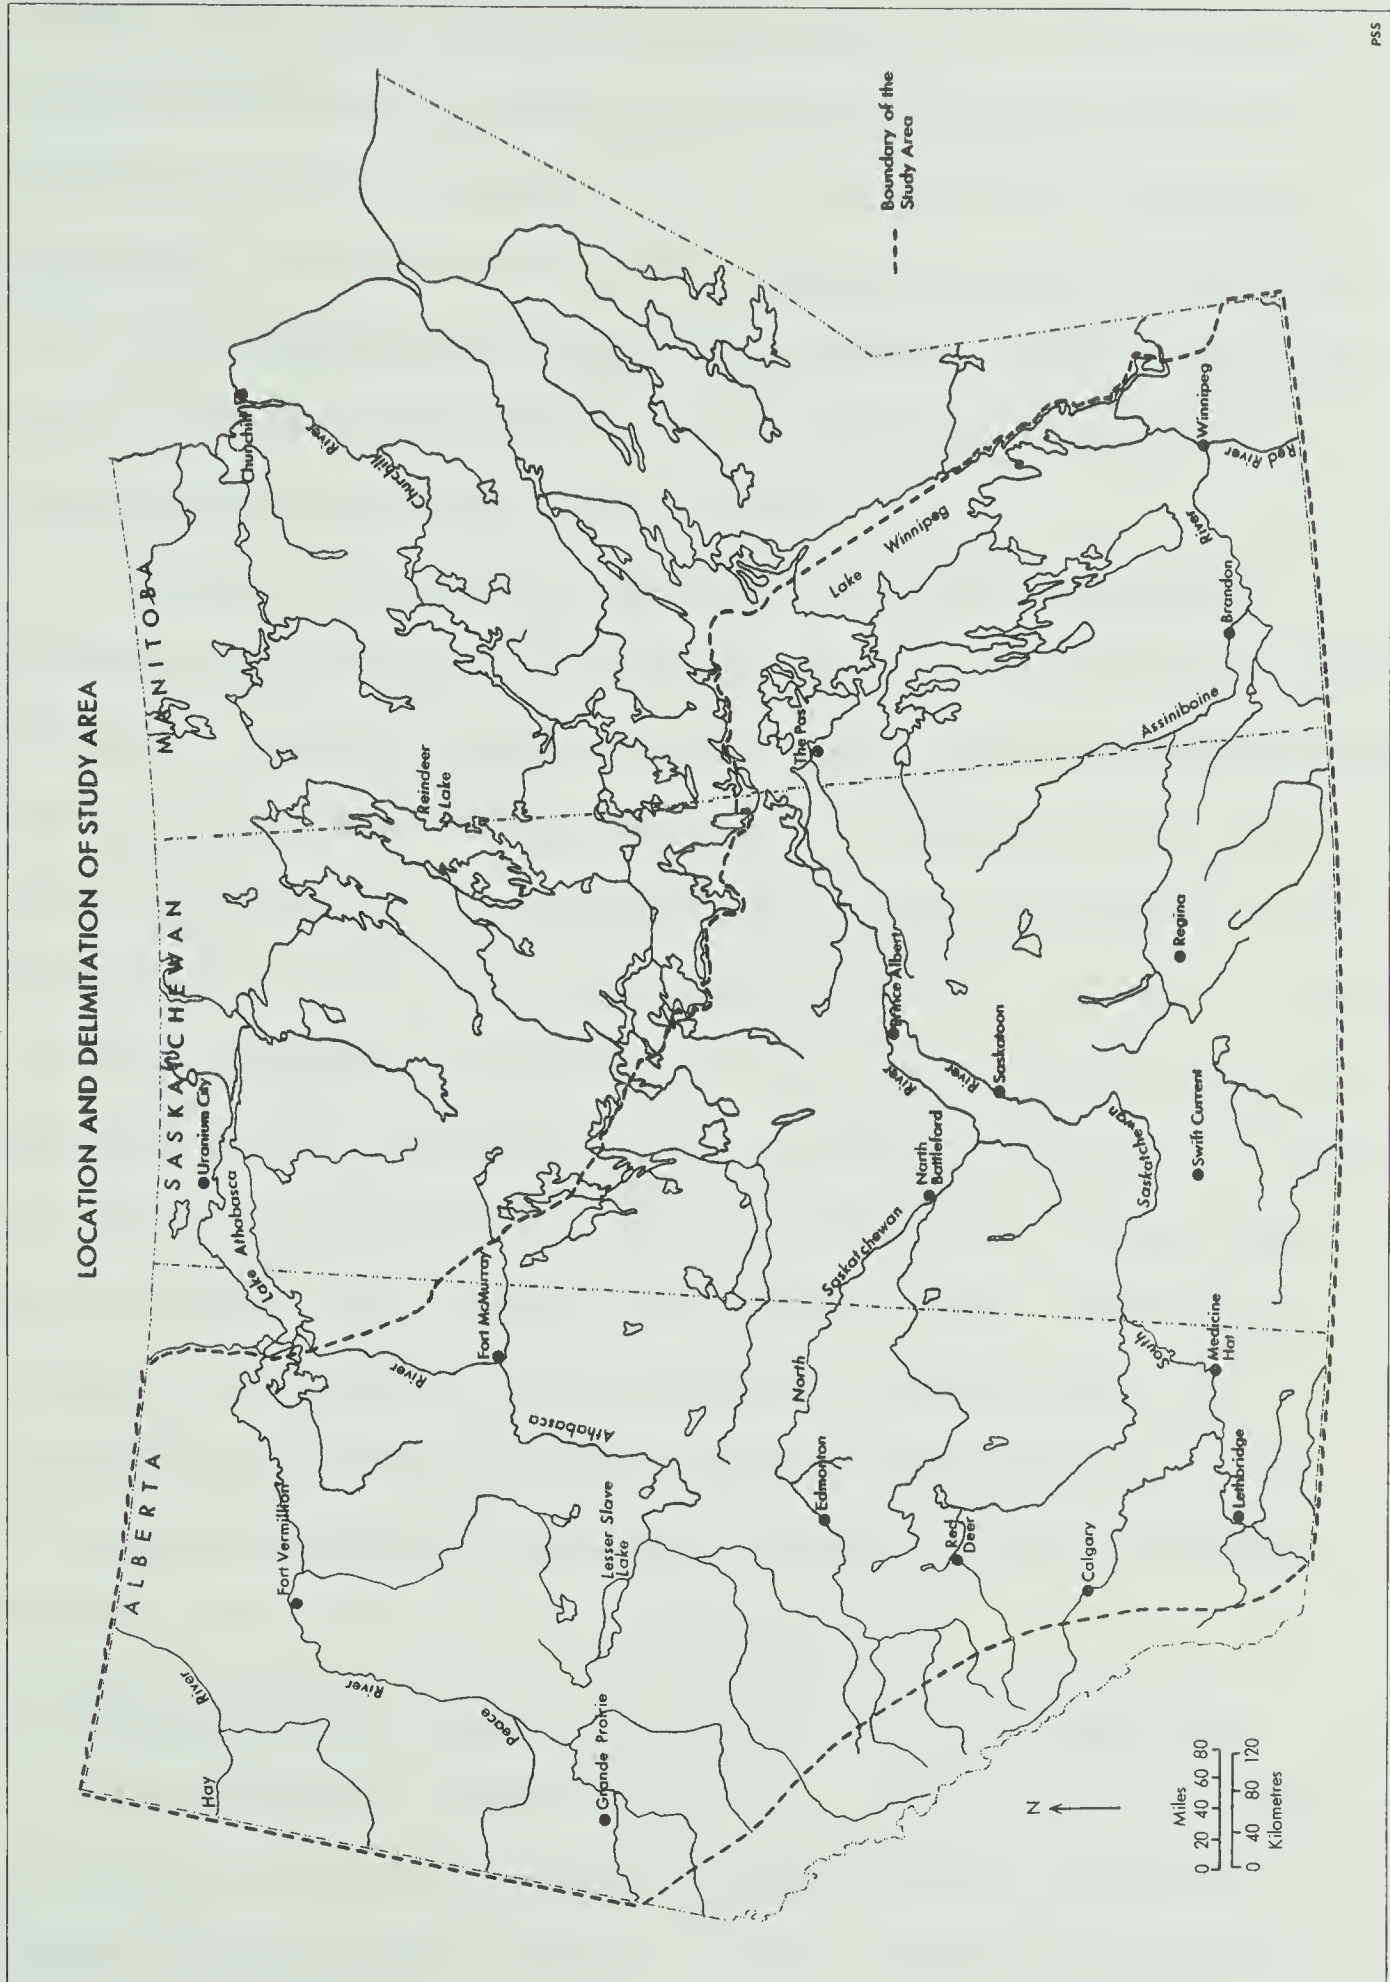 LOCATION AND DELIMITATION OF STUDY AREA
ALBERTA
SASKATCHEWAN
MANITOBA
Hay
River
Fort Vermillion
Peace
River
Grande Prairie
Lesser Slave
Lake
Athabasca
River
Fort McMurray
Lake
Athabasca
Uranium City
Reindeer
Lake
Churchill
River
Churchill
Edmonton
North
Saskatchewan
River
North
Battleford
Prince Albert
The Pas
Lake
Winnipeg
Red
Deer
Calgary
Lethbridge
Medicine
Hat
South
Saskatchewan
River
Saskatoon
Swift Current
Regina
Assiniboine
River
Brandon
Winnipeg
Red River
Boundary of the
Study Area
N
Miles
0 20 40 60 80
0 40 80 120
Kilometres
PSS